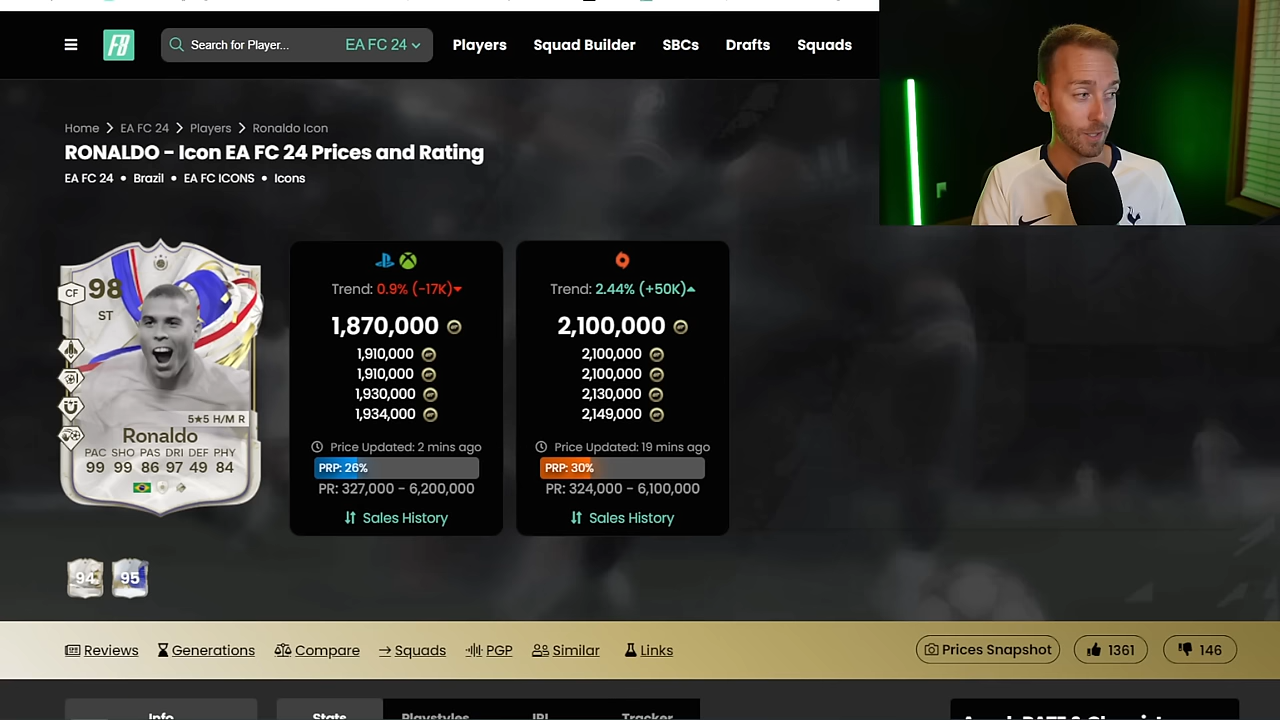 FB
Search for Player...
EA FC 24
Players
Squad Builder
SBCs
Drafts
Squads
Home > EA FC 24 > Players > Ronaldo Icon
RONALDO - Icon EA FC 24 Prices and Rating
EA FC 24 • Brazil • EA FC ICONS • Icons
CF
98
ST
5★5 H/M R
Ronaldo
PAC SHO PAS DRI DEF PHY
99 99 86 97 49 84
Trend: 0.9% (-17K)
1,870,000
1,910,000
1,910,000
1,930,000
1,934,000
Price Updated: 2 mins ago
PRP: 26%
PR: 327,000 - 6,200,000
Sales History
Trend: 2.44% (+50K)
2,100,000
2,100,000
2,100,000
2,130,000
2,149,000
Price Updated: 19 mins ago
PRP: 30%
PR: 324,000 - 6,100,000
Sales History
94
95
Reviews
Generations
Compare
Squads
PGP
Similar
Links
Prices Snapshot
1361
146
Info
Stats
Playstyles
Tracker